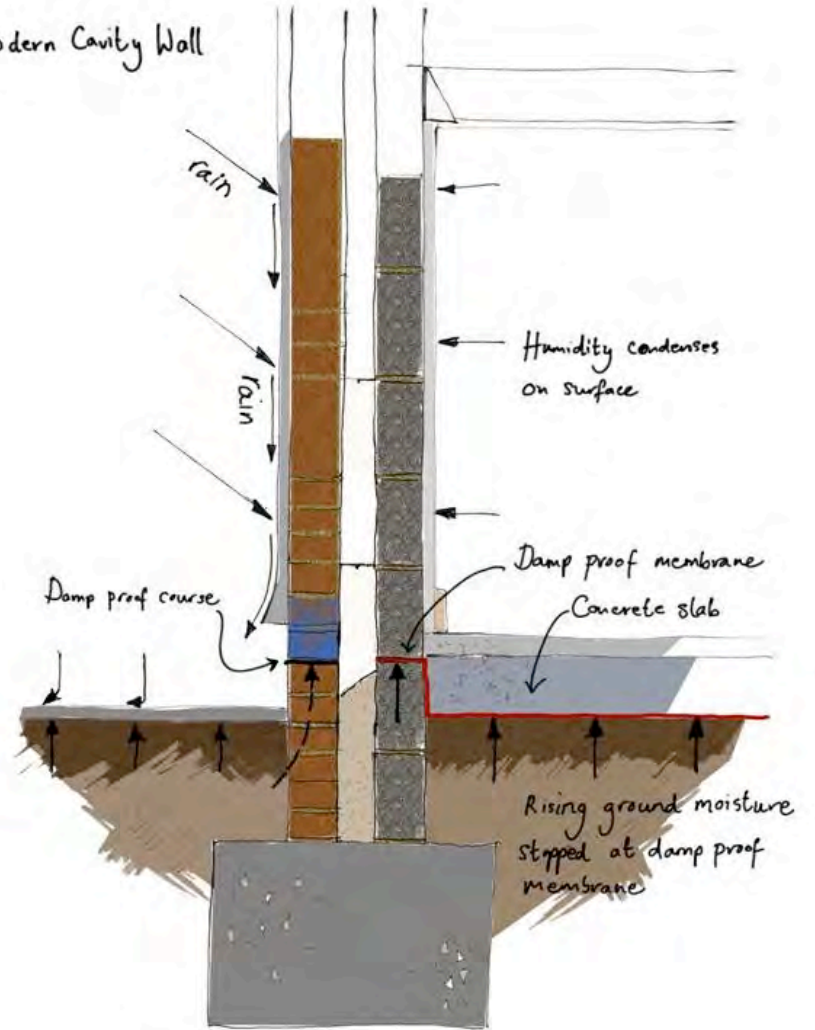 Cavity Wall
rain
rain
Humidity condenses
on surface
Damp proof membrane
Damp proof course
Concrete slab
Rising ground moisture
stopped at damp proof
membrane